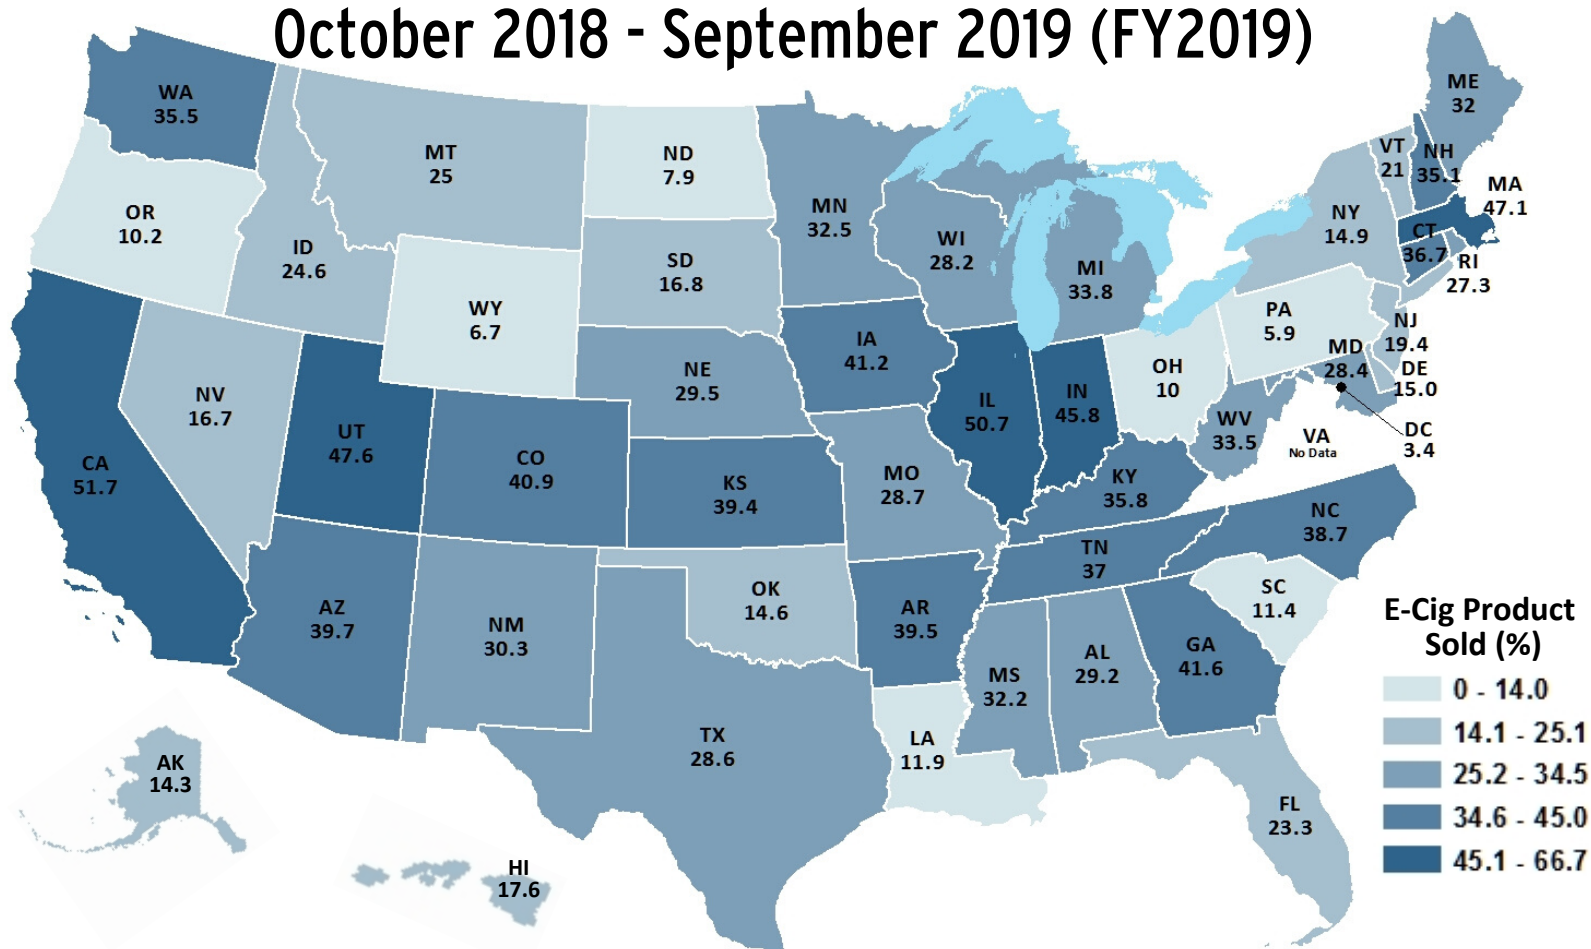 October 2018 - September 2019 (FY2019)
WA
35.5
OR
10.2
CA
51.7
ID
24.6
NV
16.7
MT
25
WY
6.7
UT
47.6
AZ
39.7
CO
40.9
NM
30.3
ND
7.9
SD
16.8
NE
29.5
KS
39.4
OK
14.6
TX
28.6
MN
32.5
IA
41.2
MO
28.7
AR
39.5
LA
11.9
WI
28.2
IL
50.7
MI
33.8
IN
45.8
OH
10
KY
35.8
TN
37
MS
32.2
AL
29.2
GA
41.6
FL
23.3
SC
11.4
NC
38.7
VA
No Data
WV
33.5
DC
3.4
MD
28.4
DE
15.0
PA
5.9
NJ
19.4
NY
14.9
CT
36.7
RI
27.3
MA
47.1
VT
21
NH
35.1
ME
32
AK
14.3
HI
17.6
E-Cig Product
Sold (%)
0 - 14.0
14.1 - 25.1
25.2 - 34.5
34.6 - 45.0
45.1 - 66.7